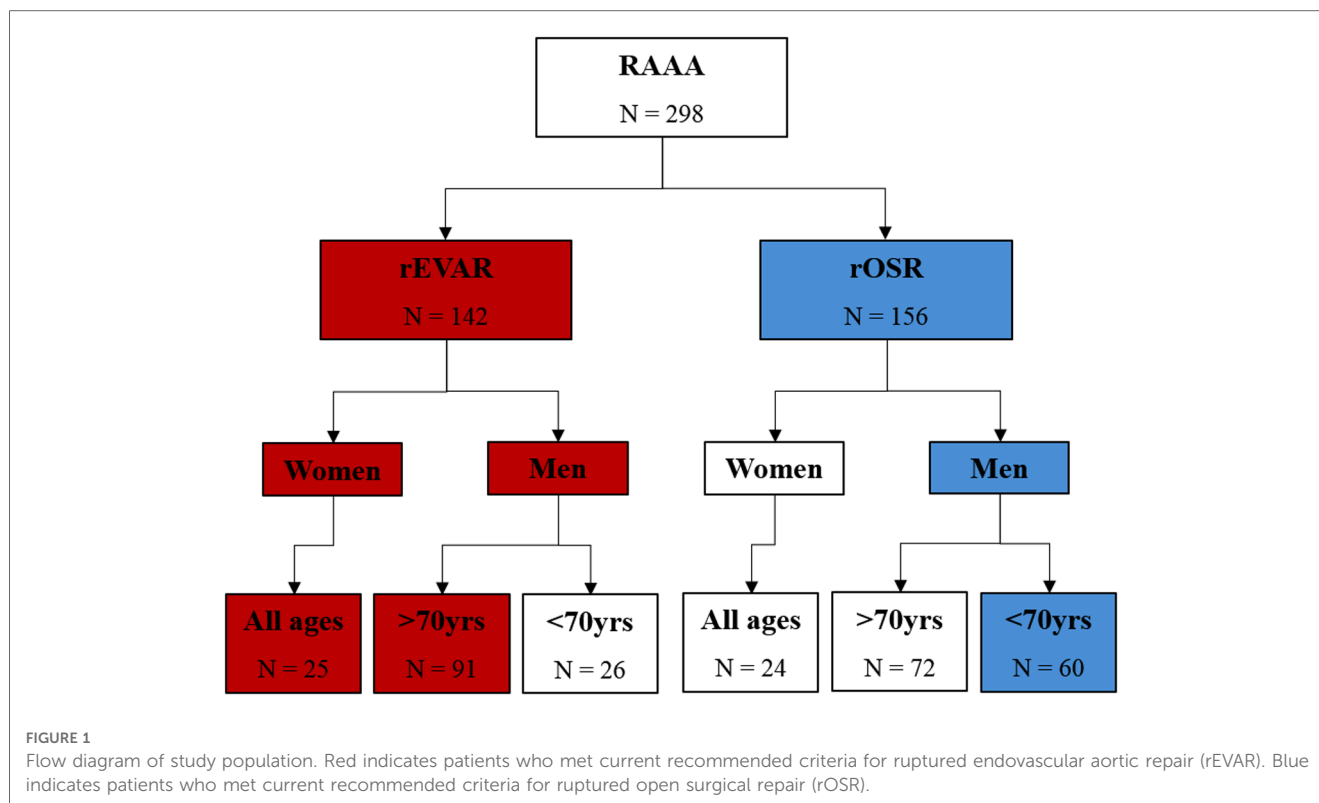 RAAA
N = 298
rEVAR
N = 142
rOSR
N = 156
Women
Men
Women
Men
All ages
N = 25
>70yrs
N = 91
<70yrs
N = 26
All ages
N = 24
>70yrs
N = 72
<70yrs
N = 60
FIGURE 1
Flow diagram of study population. Red indicates patients who met current recommended criteria for ruptured endovascular aortic repair (rEVAR). Blue
indicates patients who met current recommended criteria for ruptured open surgical repair (rOSR).